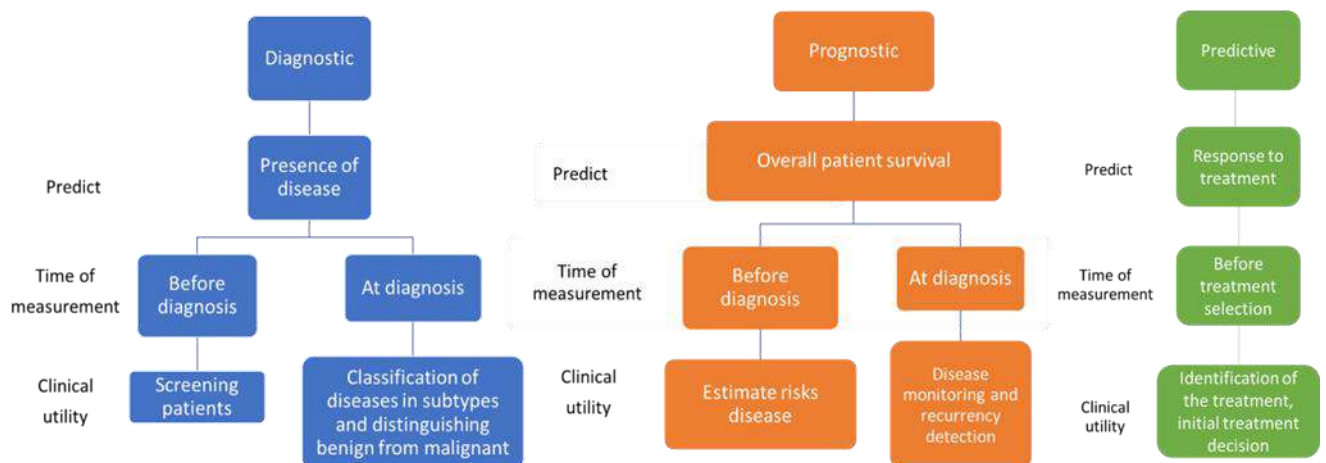 Diagnostic
Presence of
disease
Predict
Time of
measurement
Before
diagnosis
At diagnosis
Clinical
utility
Screening
patients
Classification of
diseases in subtypes
and distinguishing
benign from malignant
Prognostic
Overall patient survival
Predict
Time of
measurement
Before
diagnosis
At diagnosis
Clinical
utility
Estimate risks
disease
Disease
monitoring and
recurrency
detection
Predictive
Predict
Response to
treatment
Time of
measurement
Before
treatment
selection
Clinical
utility
Identification of
the treatment,
initial treatment
decision